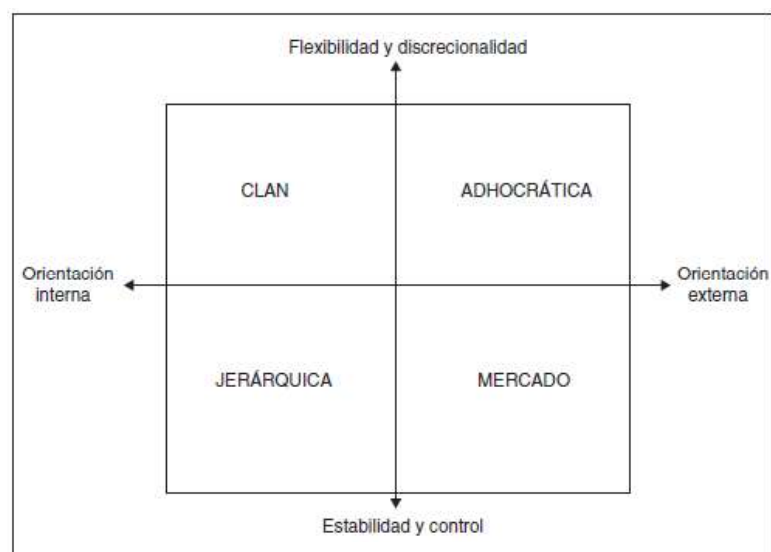 Flexibilidad y discrecionalidad
CLAN
ADHOCRÁTICA
Orientación
interna
Orientación
externa
JERÁRQUICA
MERCADO
Estabilidad y control